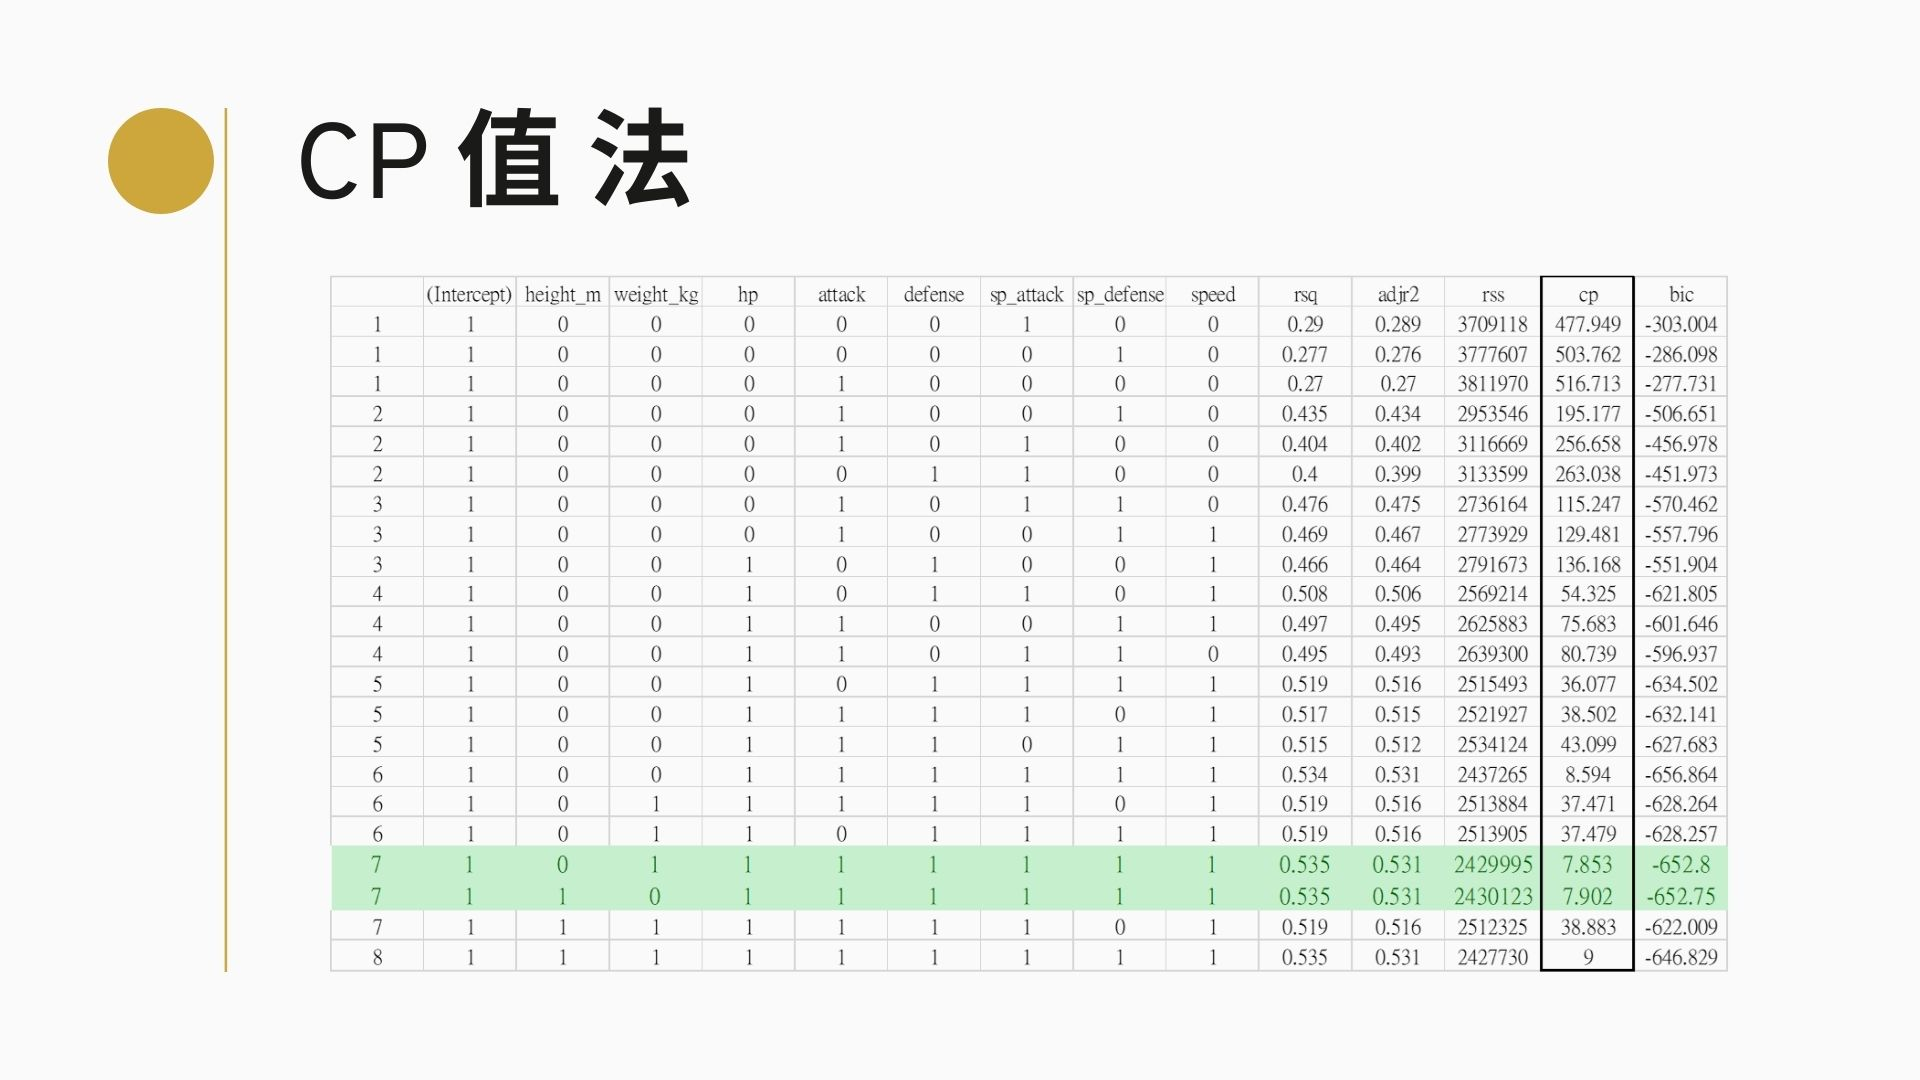 CP 值 法
(Intercept) height_m weight_kg hp attack defense sp_attack sp_defense speed rsq adjr2 rss cp bic
1 1 0 0 0 0 0 1 0 0 0.29 0.289 3709118 477.949 -303.004
1 1 0 0 0 0 0 0 1 0 0.277 0.276 3777607 503.762 -286.098
1 1 0 0 0 1 0 0 0 0 0.27 0.27 3811970 516.713 -277.731
2 1 0 0 0 1 0 0 1 0 0.435 0.434 2953546 195.177 -506.651
2 1 0 0 0 1 0 1 0 0 0.404 0.402 3116669 256.658 -456.978
2 1 0 0 0 0 1 1 0 0 0.4 0.399 3133599 263.038 -451.973
3 1 0 0 0 1 0 1 1 0 0.476 0.475 2736164 115.247 -570.462
3 1 0 0 0 1 0 0 1 1 0.469 0.467 2773929 129.481 -557.796
3 1 0 0 1 0 1 0 0 1 0.466 0.464 2791673 136.168 -551.904
4 1 0 0 1 0 1 1 0 1 0.508 0.506 2569214 54.325 -621.805
4 1 0 0 1 1 0 0 1 1 0.497 0.495 2625883 75.683 -601.646
4 1 0 0 1 1 0 1 1 0 0.495 0.493 2639300 80.739 -596.937
5 1 0 0 1 0 1 1 1 1 0.519 0.516 2515493 36.077 -634.502
5 1 0 0 1 1 1 1 0 1 0.517 0.515 2521927 38.502 -632.141
5 1 0 0 1 1 1 0 1 1 0.515 0.512 2534124 43.099 -627.683
6 1 0 0 1 1 1 1 1 1 0.534 0.531 2437265 8.594 -656.864
6 1 0 1 1 1 1 1 0 1 0.519 0.516 2513884 37.471 -628.264
6 1 0 1 1 0 1 1 1 1 0.519 0.516 2513905 37.479 -628.257
7 1 0 1 1 1 1 1 1 1 0.535 0.531 2429995 7.853 -652.8
7 1 1 0 1 1 1 1 1 1 0.535 0.531 2430123 7.902 -652.75
7 1 1 1 1 1 1 1 0 1 0.519 0.516 2512325 38.883 -622.009
8 1 1 1 1 1 1 1 1 1 0.535 0.531 2427730 9 -646.829